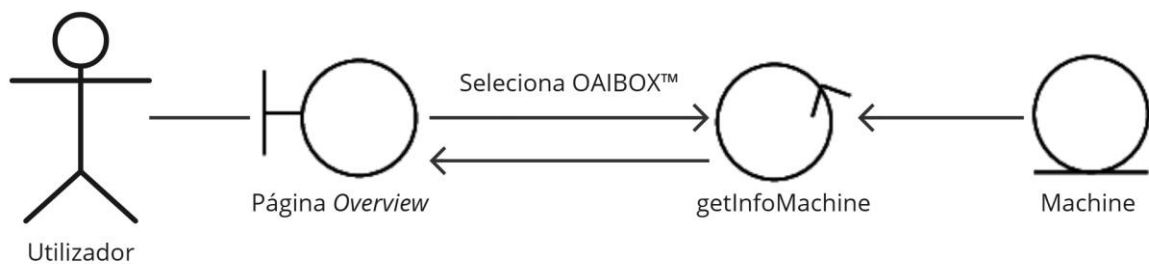 Seleciona OAIBOX™
Página Overview
getInfoMachine
Machine
Utilizador